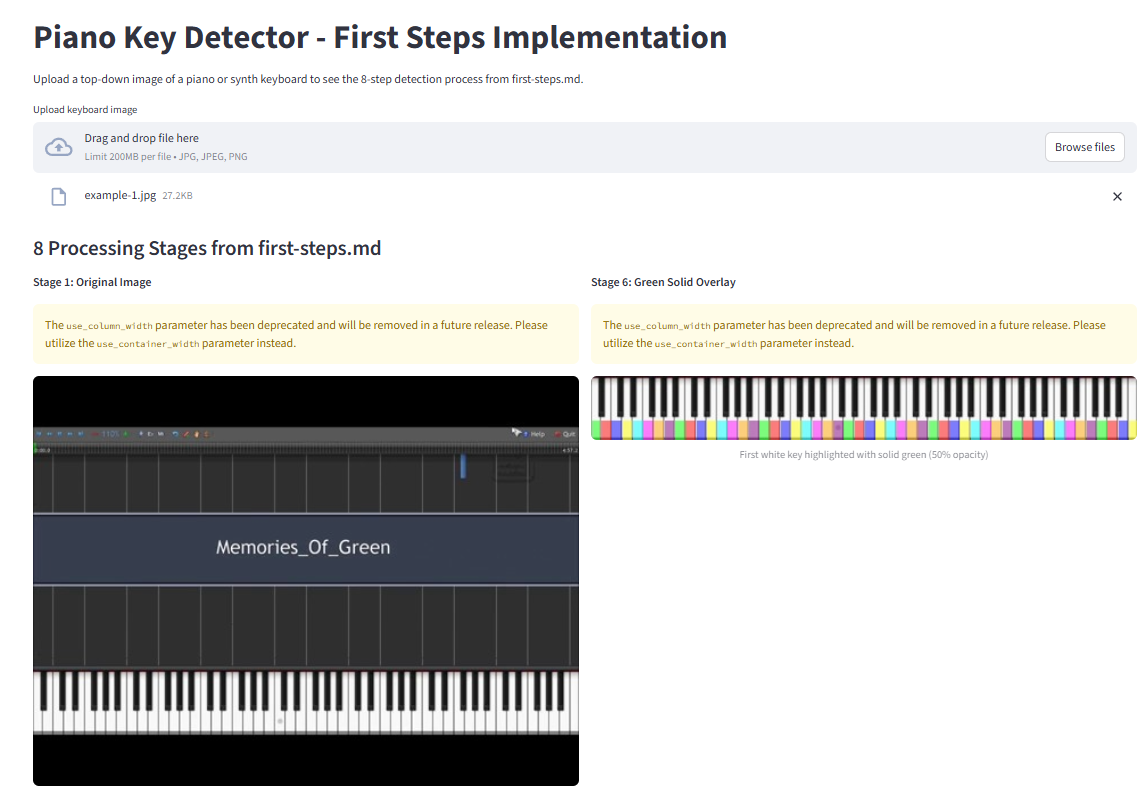 Piano Key Detector - First Steps Implementation
Upload a top-down image of a piano or synth keyboard to see the 8-step detection process from first-steps.md.
Upload keyboard image
Drag and drop file here
Limit 200MB per file • JPG, JPEG, PNG
Browse files
example-1.jpg 27.2KB
8 Processing Stages from first-steps.md
Stage 1: Original Image
The use_column_width parameter has been deprecated and will be removed in a future release. Please
utilize the use_container_width parameter instead.
Help
Quit
Memories_Of_Green
Stage 6: Green Solid Overlay
The use_column_width parameter has been deprecated and will be removed in a future release. Please
utilize the use_container_width parameter instead.
First white key highlighted with solid green (50% opacity)